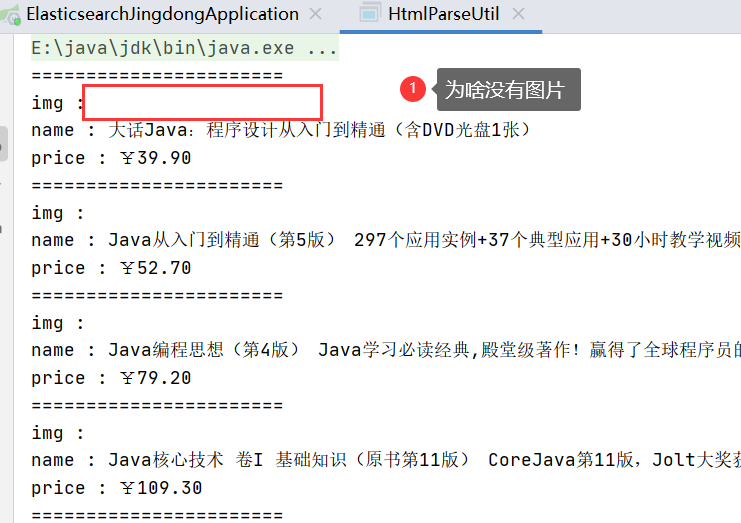 ElasticsearchJingdongApplication HtmlParseUtil
E:\java\jdk\bin\java.exe ...
=======================
img :
1 为啥没有图片
name : 大话Java：程序设计从入门到精通（含DVD光盘1张）
price : ￥39.90
=======================
img :
name : Java从入门到精通（第5版） 297个应用实例+37个典型应用+30小时教学视频
price : ￥52.70
=======================
img :
name : Java编程思想（第4版） Java学习必读经典,殿堂级著作！赢得了全球程序员的
price : ￥79.20
=======================
img :
name : Java核心技术 卷I 基础知识（原书第11版） CoreJava第11版，Jolt大奖获
price : ￥109.30
=======================